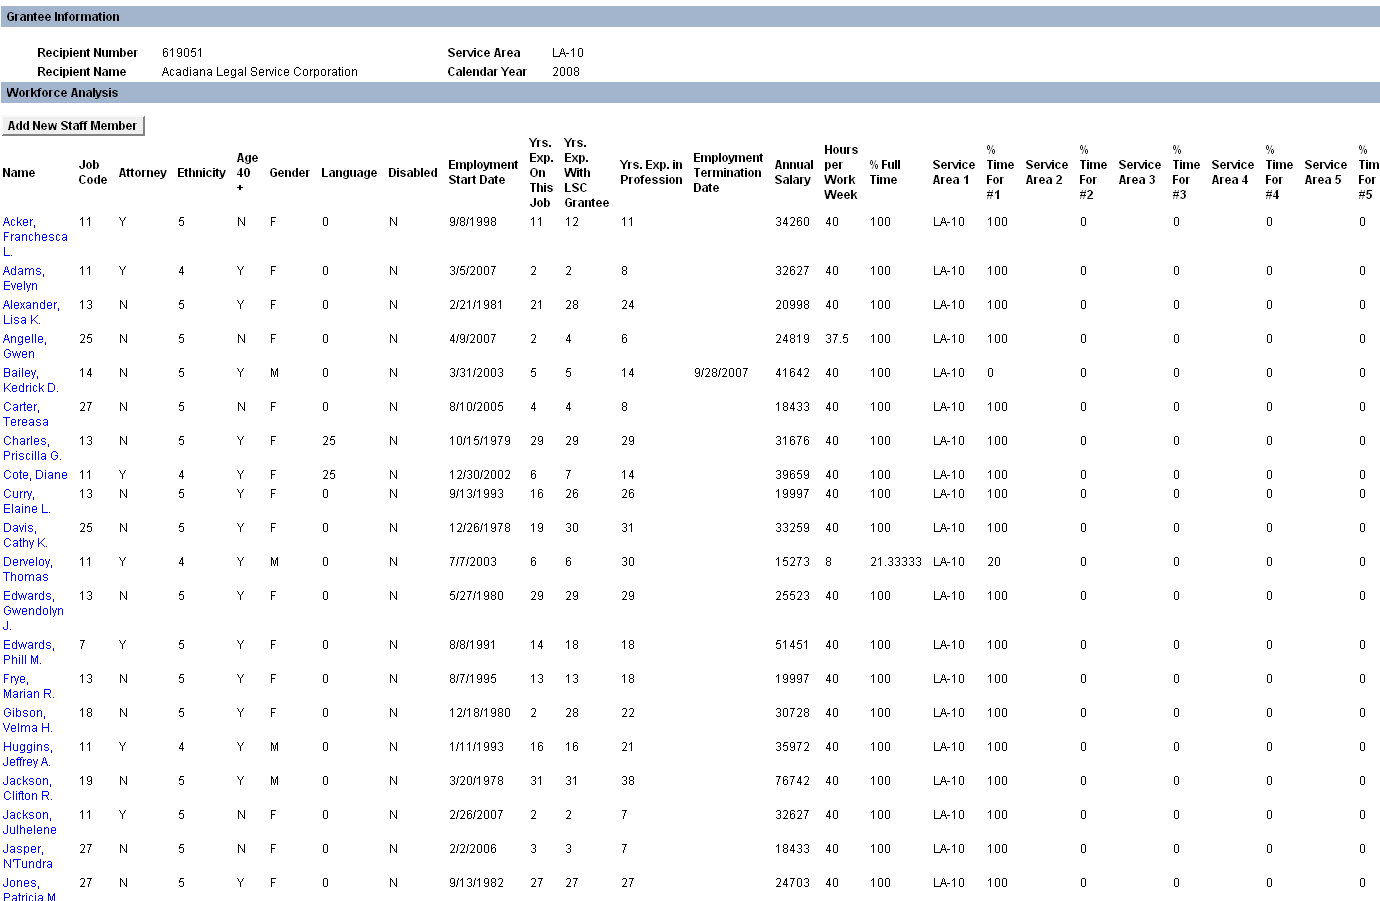 Grantee Information
Recipient Number 619051 Service Area LA-10
Recipient Name Acadiana Legal Service Corporation Calendar Year 2008
Workforce Analysis
Add New Staff Member
Name Job Code Attorney Ethnicity Age 40 + Gender Language Disabled Employment Start Date Yrs. Exp. On This Job Yrs. Exp. With LSC Grantee Yrs. Exp. in Profession Employment Termination Date Annual Salary Hours per Work Week % Full Time Service Area 1 % Time For #1 Service Area 2 % Time For #2 Service Area 3 % Time For #3 Service Area 4 % Time For #4 Service Area 5 % Time For #5
Acker, Franchesca L. 11 Y 5 N F 0 N 9/8/1998 11 12 11 34260 40 100 LA-10 100 0 0 0 0
Adams, Evelyn 11 Y 4 Y F 0 N 3/5/2007 2 2 8 32627 40 100 LA-10 100 0 0 0 0
Alexander, Lisa K. 13 N 5 Y F 0 N 2/21/1981 21 28 24 20998 40 100 LA-10 100 0 0 0 0
Angelle, Gwen 25 N 5 N F 0 N 4/9/2007 2 4 6 24819 37.5 100 LA-10 100 0 0 0 0
Bailey, Kedrick D. 14 N 5 Y M 0 N 3/31/2003 5 5 14 9/28/2007 41642 40 100 LA-10 0 0 0 0 0
Carter, Tereasa 27 N 5 N F 0 N 8/10/2005 4 4 8 18433 40 100 LA-10 100 0 0 0 0
Charles, Priscilla G. 13 N 5 Y F 25 N 10/15/1979 29 29 29 31676 40 100 LA-10 100 0 0 0 0
Cote, Diane 11 Y 4 Y F 25 N 12/30/2002 6 7 14 39659 40 100 LA-10 100 0 0 0 0
Curry, Elaine L. 13 N 5 Y F 0 N 9/13/1993 16 26 26 19997 40 100 LA-10 100 0 0 0 0
Davis, Cathy K. 25 N 5 Y F 0 N 12/26/1978 19 30 31 33259 40 100 LA-10 100 0 0 0 0
Derveloy, Thomas 11 Y 4 Y M 0 N 7/7/2003 6 6 30 15273 8 21.33333 LA-10 20 0 0 0 0
Edwards, Gwendolyn J. 13 N 5 Y F 0 N 5/27/1980 29 29 29 25523 40 100 LA-10 100 0 0 0 0
Edwards, Phill M. 7 Y 5 Y F 0 N 8/8/1991 14 18 18 51451 40 100 LA-10 100 0 0 0 0
Frye, Marian R. 13 N 5 Y F 0 N 8/7/1995 13 13 18 19997 40 100 LA-10 100 0 0 0 0
Gibson, Velma H. 18 N 5 Y F 0 N 12/18/1980 2 28 22 30728 40 100 LA-10 100 0 0 0 0
Huggins, Jeffrey A. 11 Y 4 Y M 0 N 1/11/1993 16 16 21 35972 40 100 LA-10 100 0 0 0 0
Jackson, Clifton R. 19 N 5 Y M 0 N 3/20/1978 31 31 38 76742 40 100 LA-10 100 0 0 0 0
Jackson, Julhelene 11 Y 5 N F 0 N 2/26/2007 2 2 7 32627 40 100 LA-10 100 0 0 0 0
Jasper, N'Tundra 27 N 5 N F 0 N 2/2/2006 3 3 7 18433 40 100 LA-10 100 0 0 0 0
Jones, Patricia M 27 N 5 Y F 0 N 9/13/1982 27 27 27 24703 40 100 LA-10 100 0 0 0 0